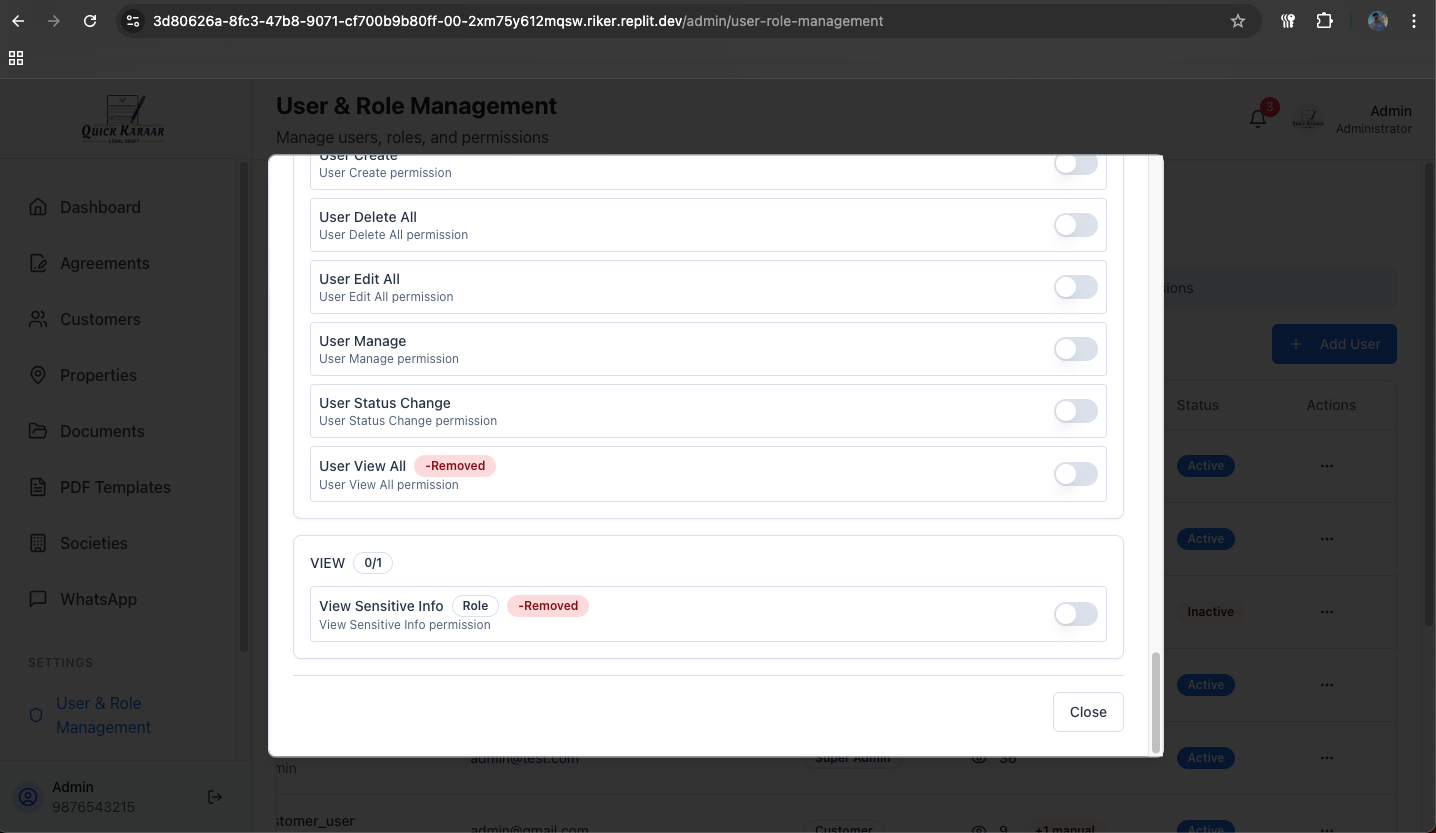 3d80626a-8fc3-47b8-9071-cf700b9b80ff-00-2xm75y612mqsw.riker.replit.dev/admin/user-role-management
QUICK KARAAR
LEGAL DRAFT
User & Role Management
Manage users, roles, and permissions
3
Admin
Administrator
Dashboard
Agreements
Customers
Properties
Documents
PDF Templates
Societies
WhatsApp
SETTINGS
User & Role
Management
Admin
9876543215
User Create
User Create permission
User Delete All
User Delete All permission
User Edit All
User Edit All permission
User Manage
User Manage permission
User Status Change
User Status Change permission
User View All -Removed
User View All permission
VIEW 0/1
View Sensitive Info Role -Removed
View Sensitive Info permission
Close
+ Add User
Status Actions
Active
Active
Inactive
Active
admin@test.com Super Admin 36 Active
stomer_user
admin@gmail.com Customer 9 +1 manual Active